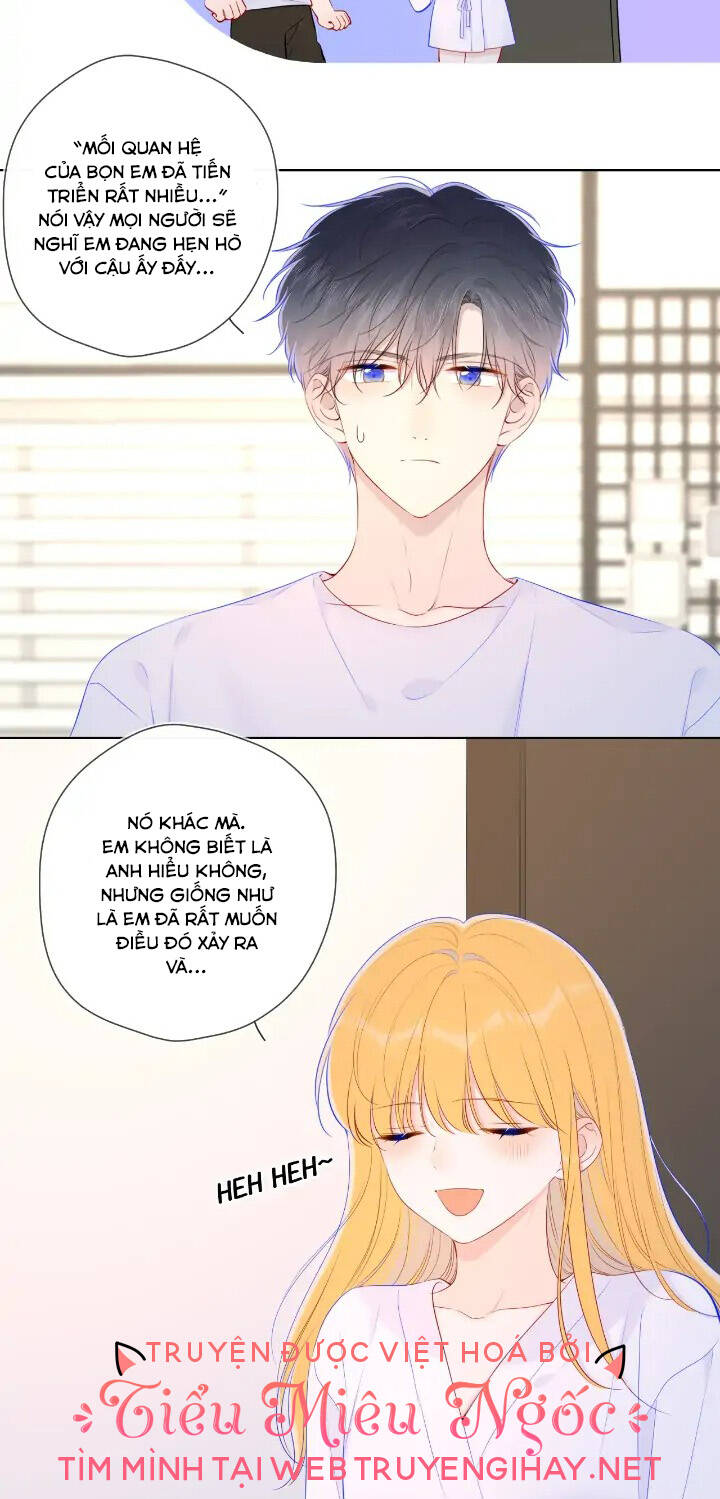 “MỐI QUAN HỆ
CỦA BỌN EM ĐÃ TIẾN
TRIỂN RẤT NHIỀU...”
NÓI VẬY MỌI NGƯỜI SẼ
NGHĨ EM ĐANG HẸN HÒ
VỚI CẬU ẤY ĐẤY...
NÓ KHÁC MÀ.
EM KHÔNG BIẾT LÀ
ANH HIỂU KHÔNG,
NHƯNG GIỐNG NHƯ
LÀ EM ĐÃ RẤT MUỐN
ĐIỀU ĐÓ XẢY RA
VÀ...
HEH HEH~
TRUYỆN ĐƯỢC VIỆT HOÁ BỞI
Tiểu Miêu Ngốc
TÌM MÌNH TẠI WEB TRUYENGIHAY.NET